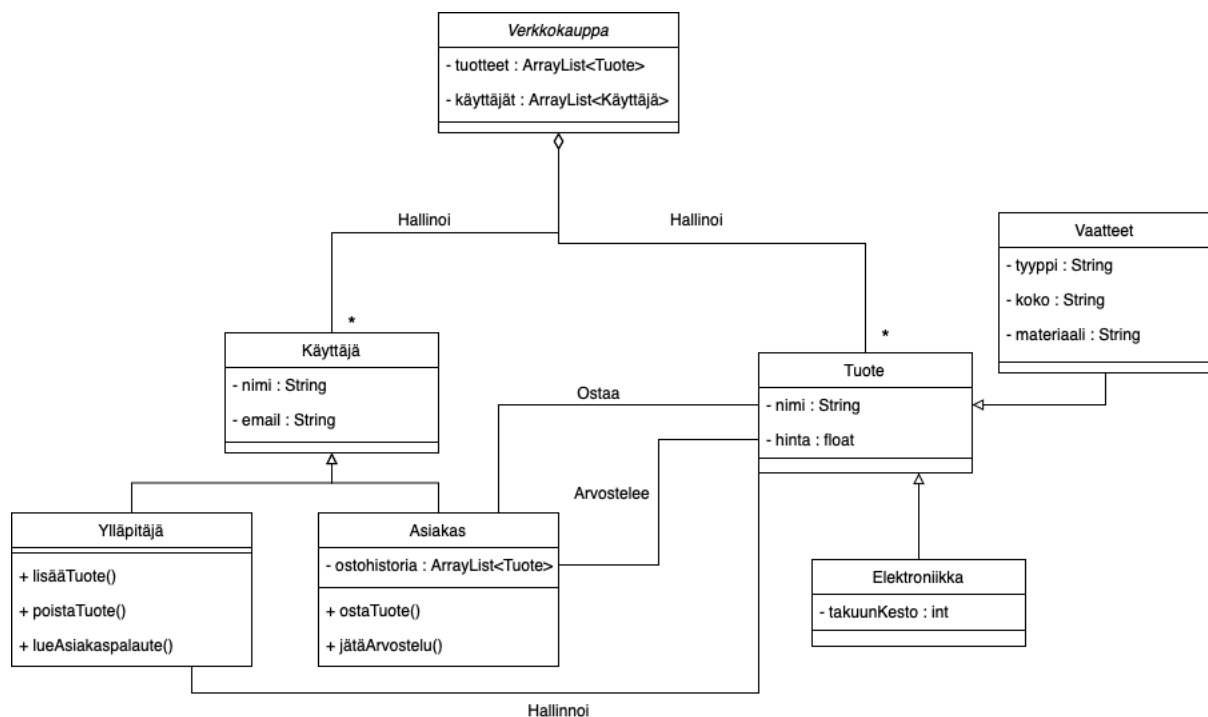 Verkkokauppa
- tuotteet : ArrayList<Tuote>
- käyttäjät : ArrayList<Käyttäjä>
Hallinoi
Hallinoi
*
*
Vaatteet
- tyyppi : String
- koko : String
- materiaali : String
Käyttäjä
- nimi : String
- email : String
Tuote
- nimi : String
- hinta : float
Ostaa
Arvostelee
Ylläpitäjä
+ lisääTuote()
+ poistaTuote()
+ lueAsiakaspalaute()
Asiakas
- ostohistoria : ArrayList<Tuote>
+ ostaTuote()
+ jätäArvostelu()
Elektroniikka
- takuunKesto : int
Hallinnoi